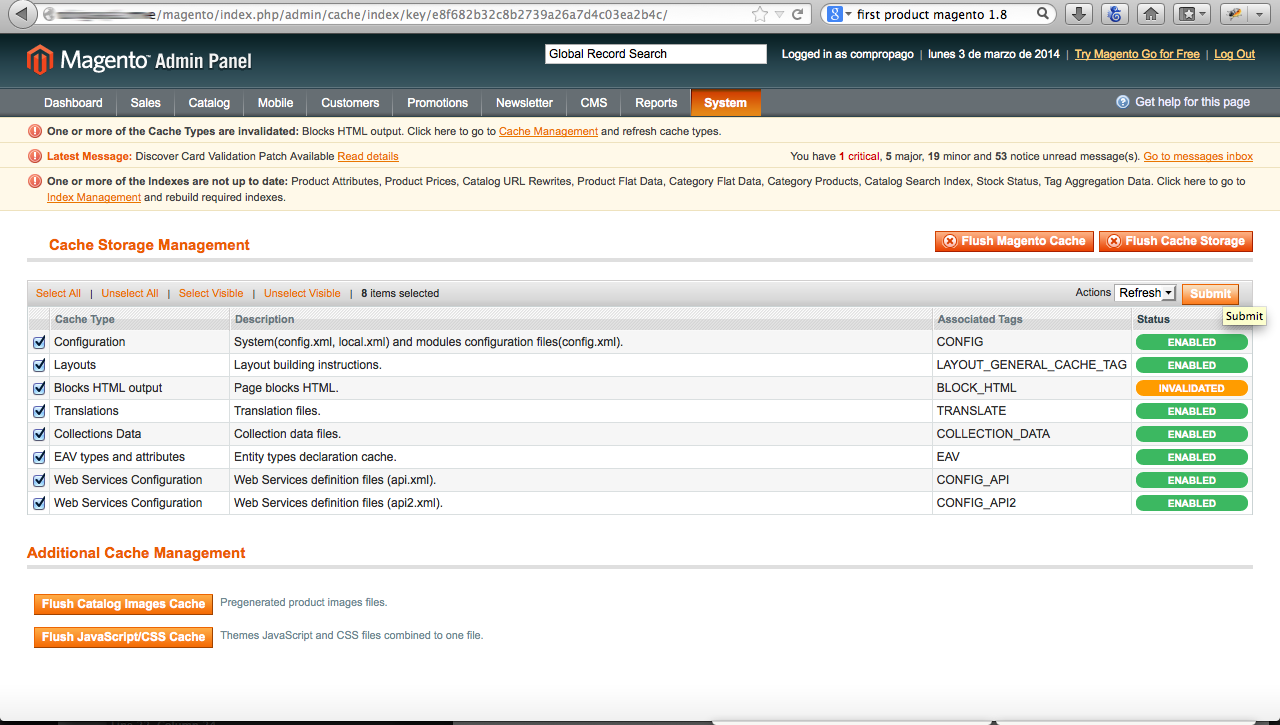 /magento/index.php/admin/cache/index/key/e8f682b32c8b2739a26a7d4c03ea2b4c/
first product magento 1.8
Magento Admin Panel
Global Record Search
Logged in as compropago | lunes 3 de marzo de 2014 | Try Magento Go for Free | Log Out
Dashboard Sales Catalog Mobile Customers Promotions Newsletter CMS Reports System Get help for this page
One or more of the Cache Types are invalidated: Blocks HTML output. Click here to go to Cache Management and refresh cache types.
Latest Message: Discover Card Validation Patch Available Read details
You have 1 critical, 5 major, 19 minor and 53 notice unread message(s). Go to messages inbox
One or more of the Indexes are not up to date: Product Attributes, Product Prices, Catalog URL Rewrites, Product Flat Data, Category Flat Data, Category Products, Catalog Search Index, Stock Status, Tag Aggregation Data. Click here to go to
Index Management and rebuild required indexes.
Cache Storage Management
Flush Magento Cache Flush Cache Storage
Select All | Unselect All | Select Visible | Unselect Visible | 8 items selected
Actions Refresh Submit
Submit
Cache Type Description Associated Tags Status
Configuration System(config.xml, local.xml) and modules configuration files(config.xml). CONFIG ENABLED
Layouts Layout building instructions. LAYOUT_GENERAL_CACHE_TAG ENABLED
Blocks HTML output Page blocks HTML. BLOCK_HTML INVALIDATED
Translations Translation files. TRANSLATE ENABLED
Collections Data Collection data files. COLLECTION_DATA ENABLED
EAV types and attributes Entity types declaration cache. EAV ENABLED
Web Services Configuration Web Services definition files (api.xml). CONFIG_API ENABLED
Web Services Configuration Web Services definition files (api2.xml). CONFIG_API2 ENABLED
Additional Cache Management
Flush Catalog Images Cache Pregenerated product images files.
Flush JavaScript/CSS Cache Themes JavaScript and CSS files combined to one file.